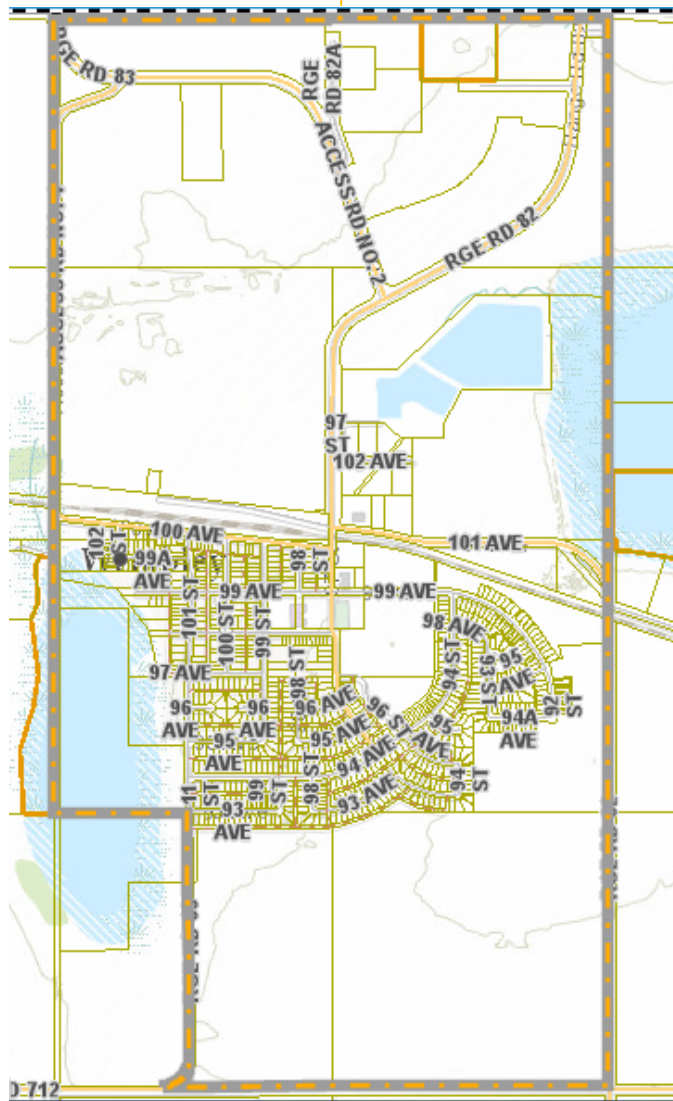 RGE RD 83
RGE
RD 82A
ACCESS RD NO. 2
RGE RD 82
97
ST
102 AVE
100 AVE
101 AVE
102
ST
99A
AVE
98
ST
99 AVE
99 AVE
101 ST
100 ST
99 ST
98 AVE
94 ST
93 ST
95
AVE
97 AVE
98 ST
96
AVE
96
AVE
96 AVE
96 ST
92
ST
94A
AVE
95
AVE
95 AVE
95
AVE
94 AVE
94
ST
11
ST
99
ST
98 ST
93 AVE
93
AVE
712